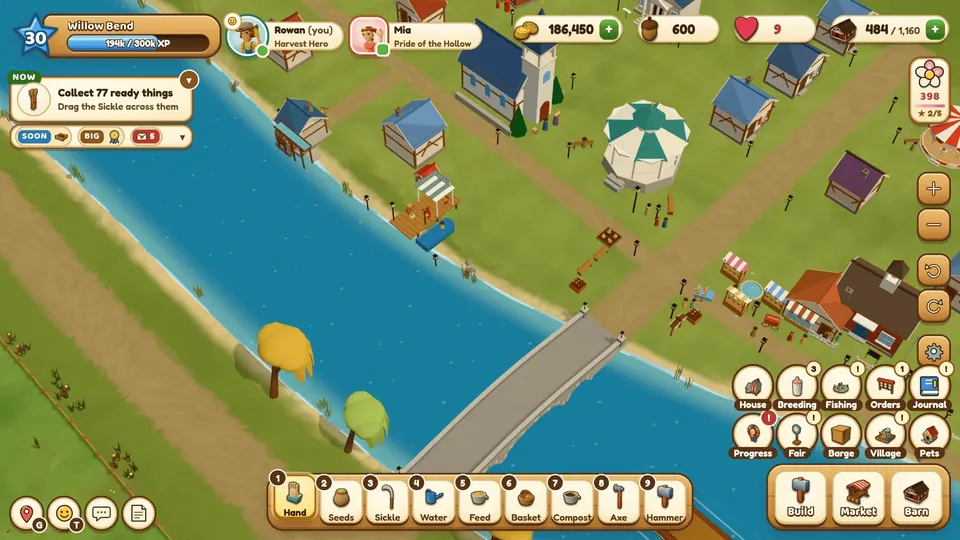 30
Willow Bend
194k / 300k XP
Rowan (you)
Harvest Hero
Mia
Pride of the Hollow
186,450
+
600
9
484 / 1,160
+
NOW
Collect 77 ready things
Drag the Sickle across them
SOON
BIG
5
398
★ 2/5
House
3
Breeding
!
Fishing
1
Orders
!
Journal
!
Progress
!
Fair
Barge
!
Village
Pets
G
T
1
Hand
2
Seeds
3
Sickle
4
Water
5
Feed
6
Basket
7
Compost
8
Axe
9
Hammer
Build
Market
Barn